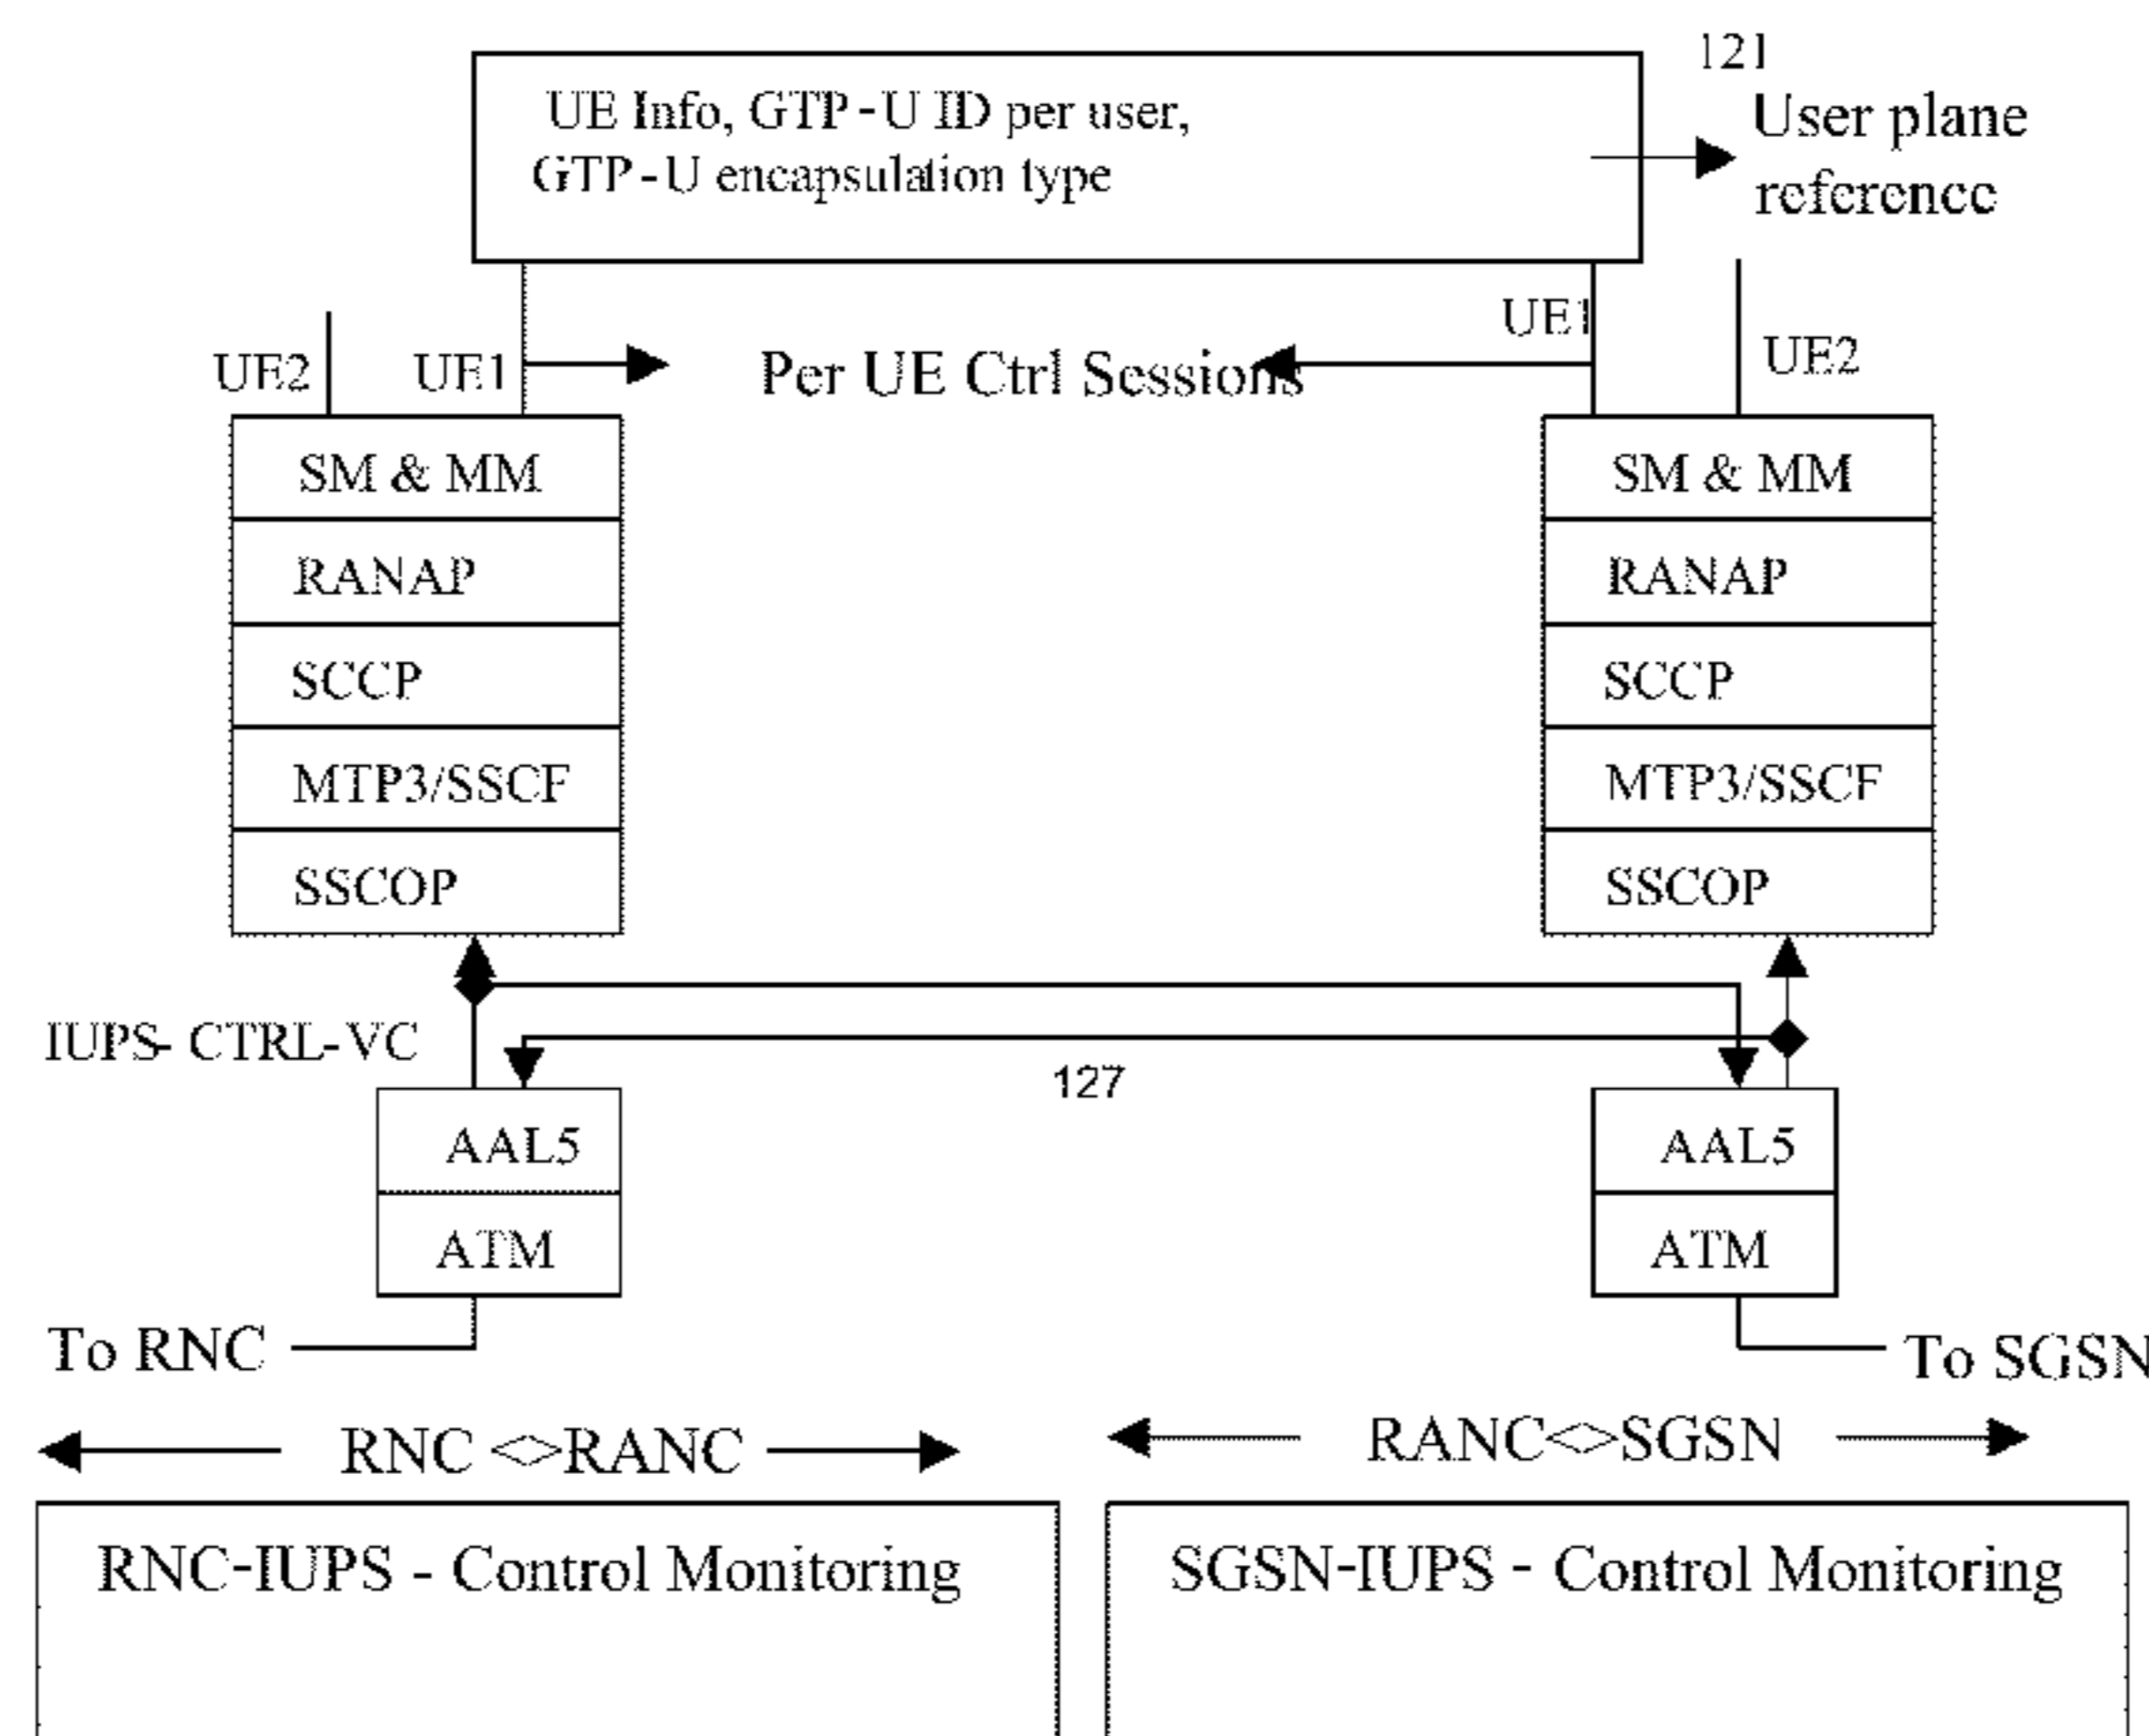 121
UE Info, GTP-U ID per user,
GTP-U encapsulation type
User plane
reference
UE2
UE1
Per UE Ctrl Sessions
UE1
UE2
SM & MM
RANAP
SCCP
MTP3/SSCF
SSCOP
SM & MM
RANAP
SCCP
MTP3/SSCF
SSCOP
IUPS- CTRL-VC
127
AAL5
ATM
AAL5
ATM
To RNC
To SGSN
RNC <>RANC
RANC<>SGSN
RNC-IUPS - Control Monitoring
SGSN-IUPS - Control Monitoring